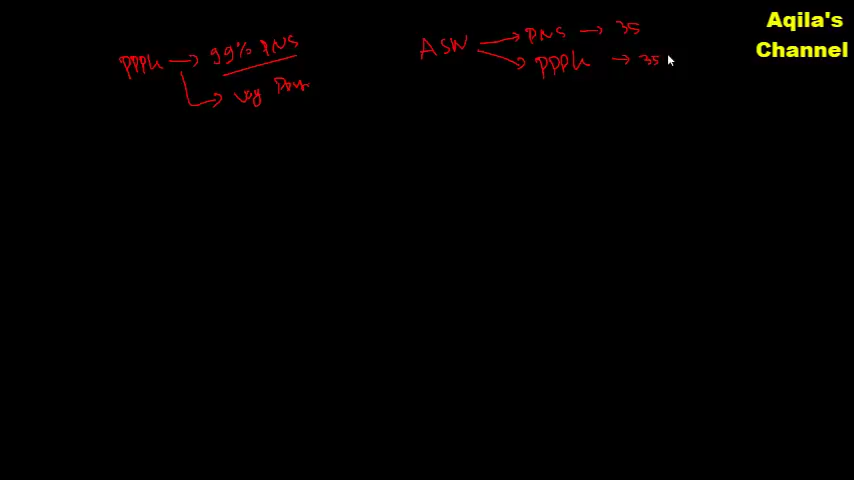 PPPK → 99% PNS
ASN → PNS → 35
→ PPPK → 35
Aqila's
Channel